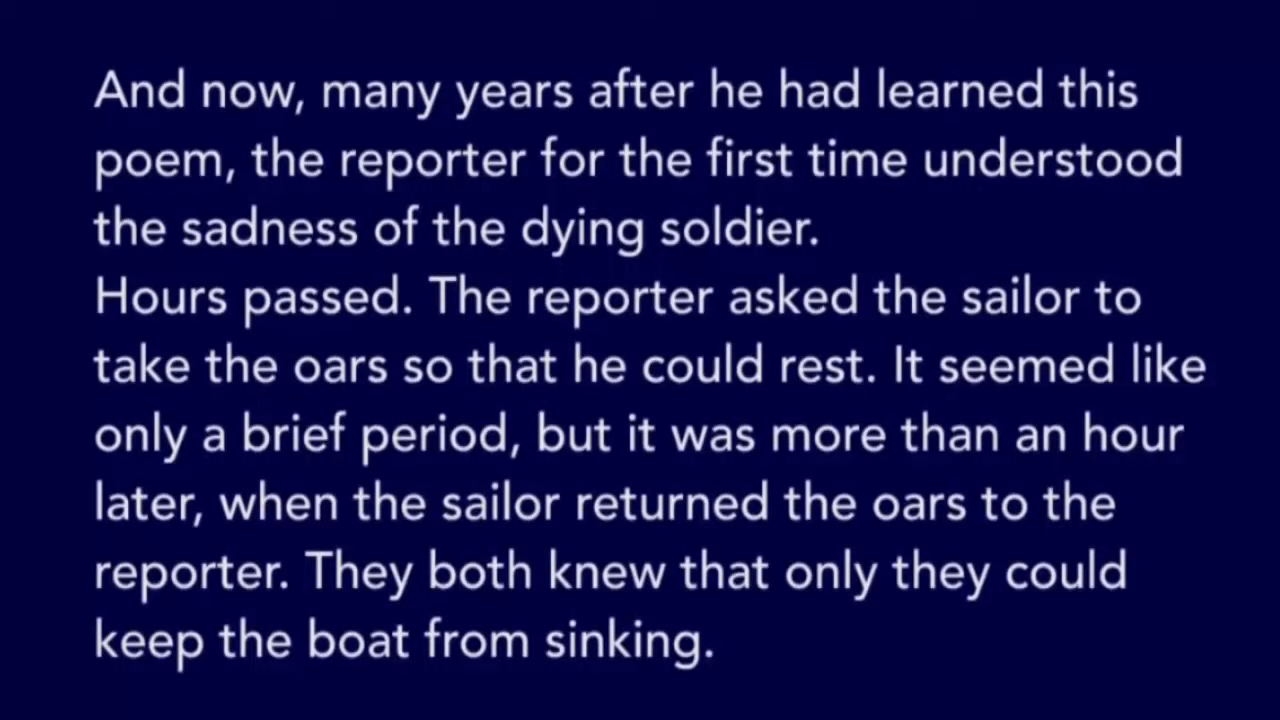 And now, many years after he had learned this
poem, the reporter for the first time understood
the sadness of the dying soldier.
Hours passed. The reporter asked the sailor to
take the oars so that he could rest. It seemed like
only a brief period, but it was more than an hour
later, when the sailor returned the oars to the
reporter. They both knew that only they could
keep the boat from sinking.